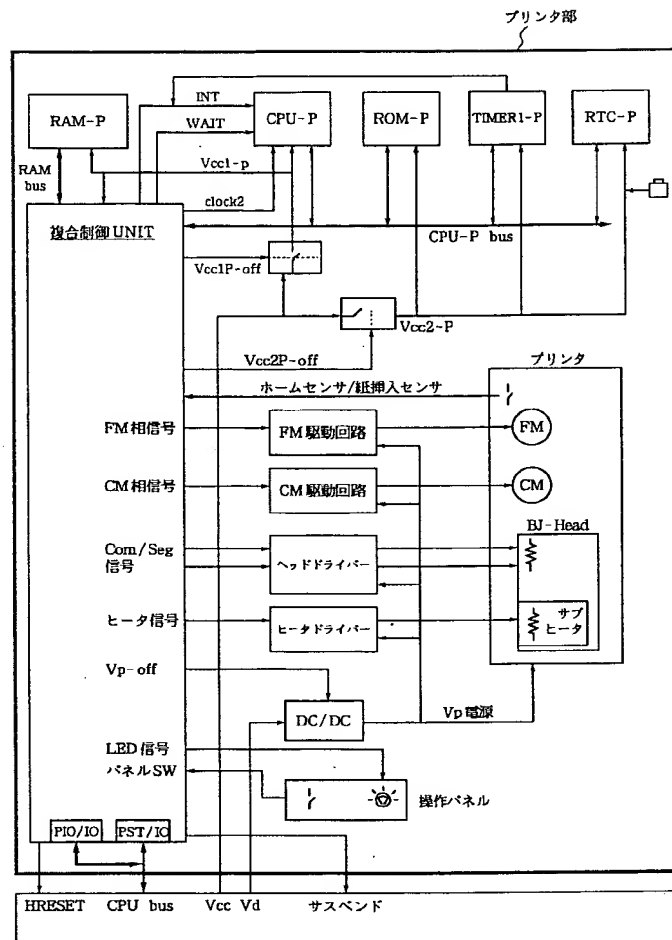 プリンタ部
INT
RAM-P
CPU-P
ROM-P
TIMER1-P
RTC-P
WAIT
RAM
bus
Vcc1-p
clock2
複合制御UNIT
CPU-P bus
Vcc1P-off
Vcc2-P
Vcc2P-off
プリンタ
ホームセンサ/紙挿入センサ
FM相信号
FM駆動回路
FM
CM相信号
CM駆動回路
CM
BJ-Head
Com/Seg
信号
ヘッドドライバー
ヒータ信号
ヒータドライバー
サブ
ヒータ
Vp-off
DC/DC
Vp電源
LED信号
パネルSW
操作パネル
PIO/IO
PST/IO
HRESET
CPU bus
Vcc
Vd
サスペンド